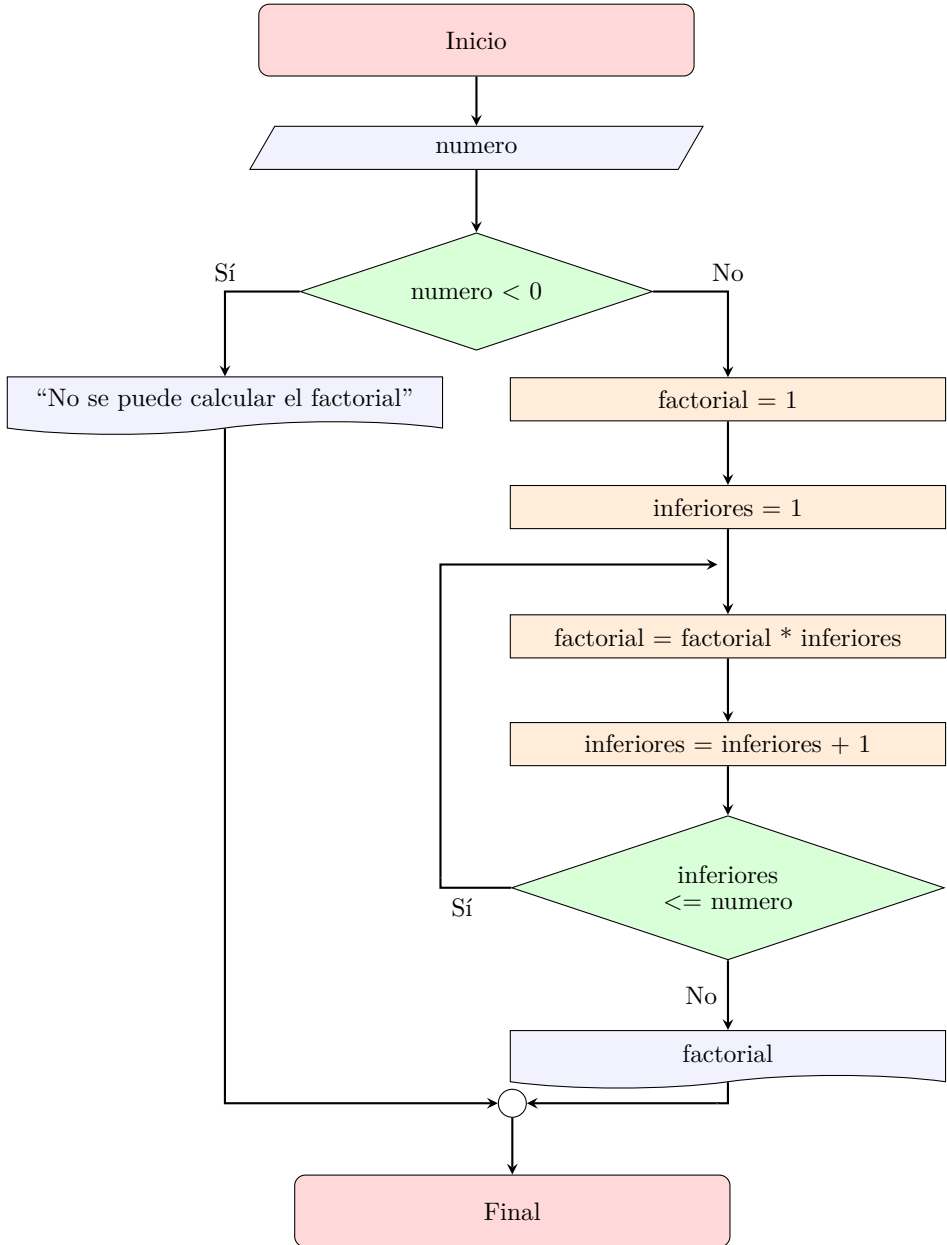 Inicio
numero
numero < 0
Sí
No
“No se puede calcular el factorial”
factorial = 1
inferiores = 1
factorial = factorial * inferiores
inferiores = inferiores + 1
inferiores
<= numero
Sí
No
factorial
Final